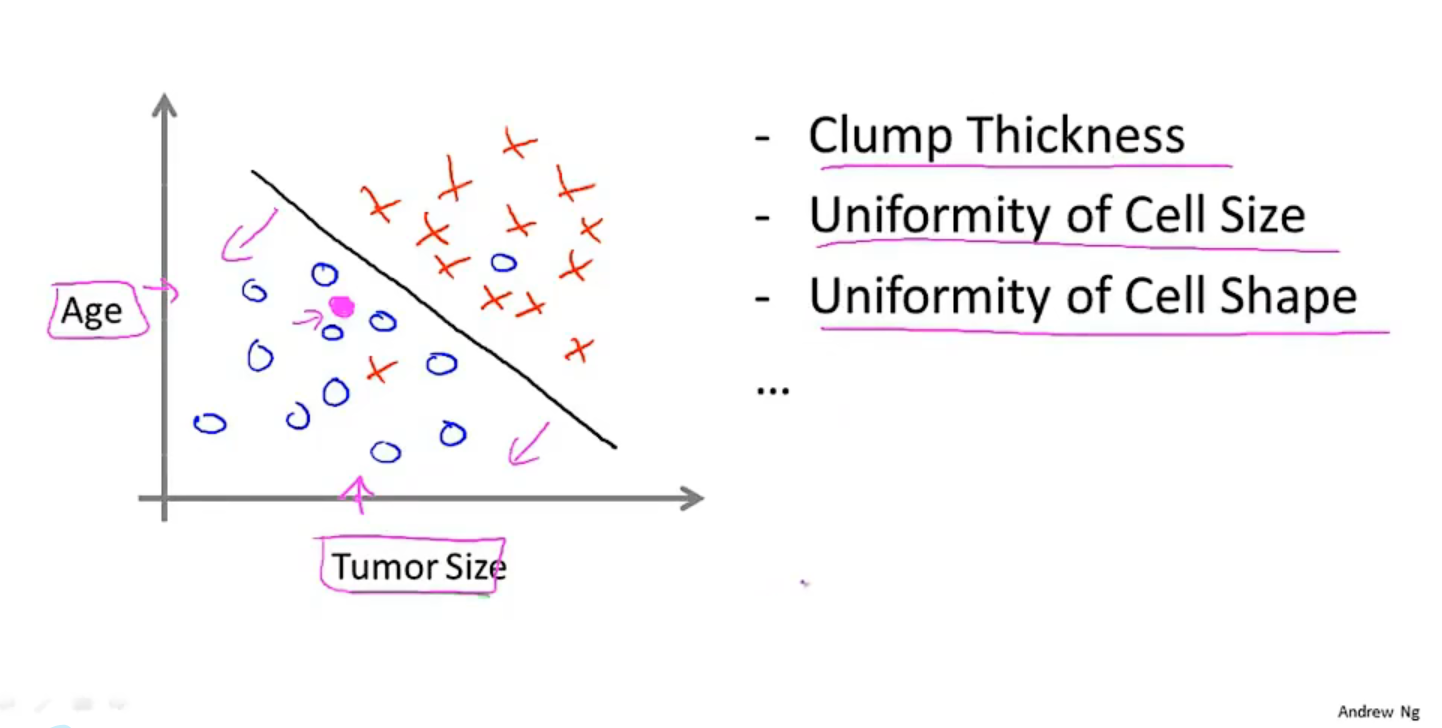 - Clump Thickness
- Uniformity of Cell Size
- Uniformity of Cell Shape
...
Age
Tumor Size
Andrew Ng